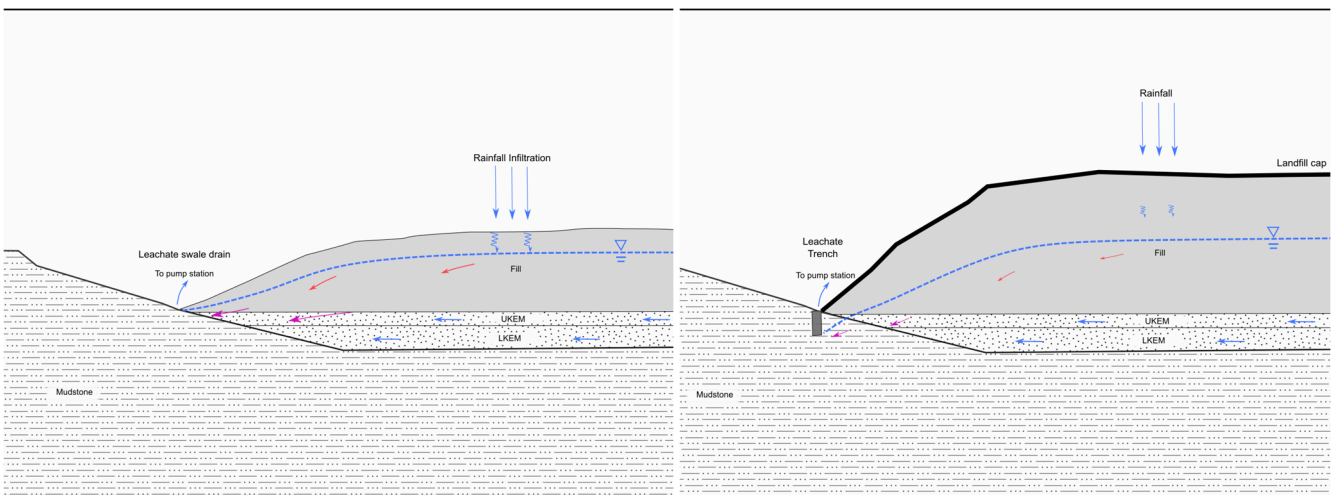 Rainfall Infiltration
Leachate swale drain
To pump station
Fill
UKEM
LKEM
Mudstone
Rainfall
Landfill cap
Leachate
Trench
To pump station
Fill
UKEM
LKEM
Mudstone